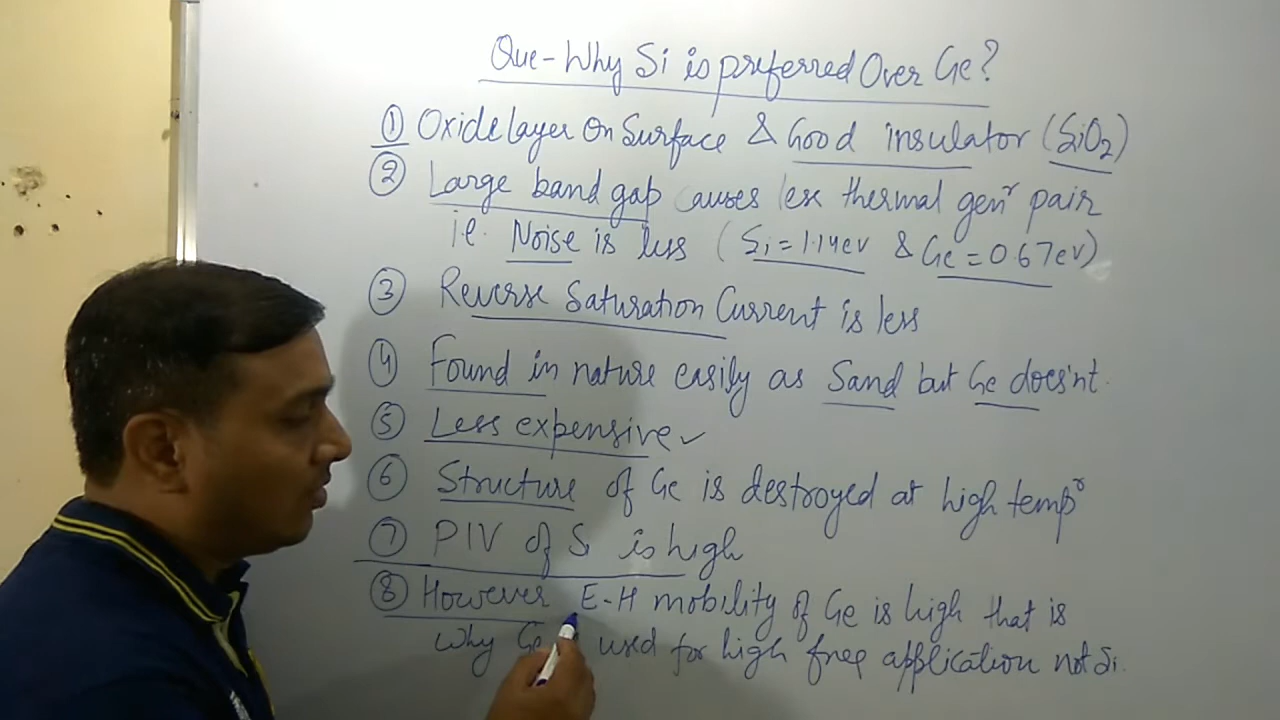 Que-Why Si is preferred Over Ge?
① Oxide layer On Surface & Good insulator (SiO₂)
② Large band gap causes less thermal genʳ pair
i.e. Noise is less (Si = 1.14ev & Ge = 0.67ev)
③ Reverse Saturation Current is less
④ Found in nature easily as Sand but Ge does'nt.
⑤ Less expensive ✓
⑥ Structure of Ge is destroyed at high tempʳ
⑦ PIV of Si is high
⑧ However E-H mobility of Ge is high that is
why Ge used for high freq application not Si.